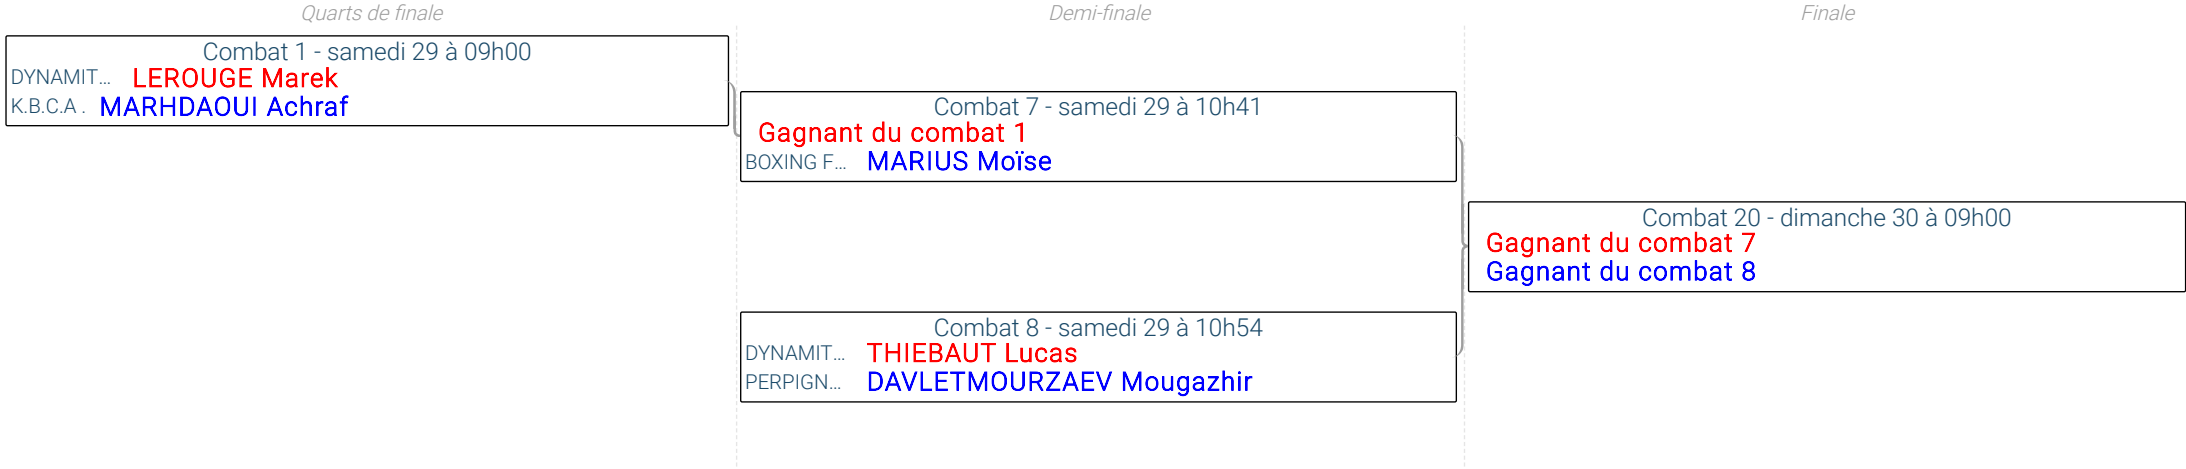 Quarts de finale
Demi-finale
Finale
Combat 1 - samedi 29 à 09h00
DYNAMIT... LEROUGE Marek
K.B.C.A . MARHDAOUI Achraf
Combat 7 - samedi 29 à 10h41
Gagnant du combat 1
BOXING F... MARIUS Moïse
Combat 8 - samedi 29 à 10h54
DYNAMIT... THIEBAUT Lucas
PERPIGN... DAVLETMOURZAEV Mougazhir
Combat 20 - dimanche 30 à 09h00
Gagnant du combat 7
Gagnant du combat 8